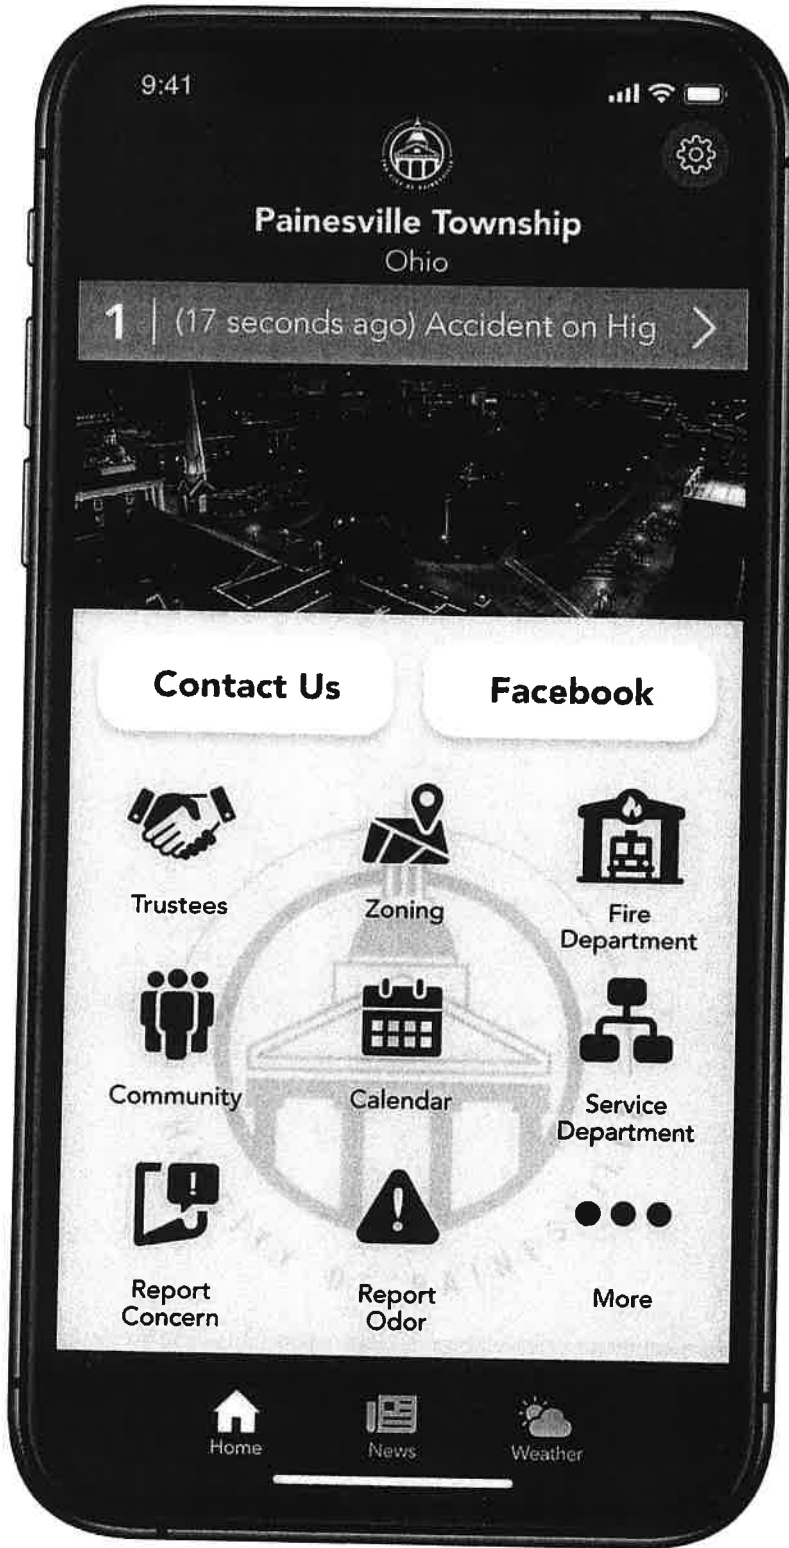 9:41
Painesville Township
Ohio
1 | (17 seconds ago) Accident on Hig
Contact Us
Facebook
Trustees
Zoning
Fire
Department
Community
Calendar
Service
Department
Report
Concern
Report
Odor
More
Home
News
Weather